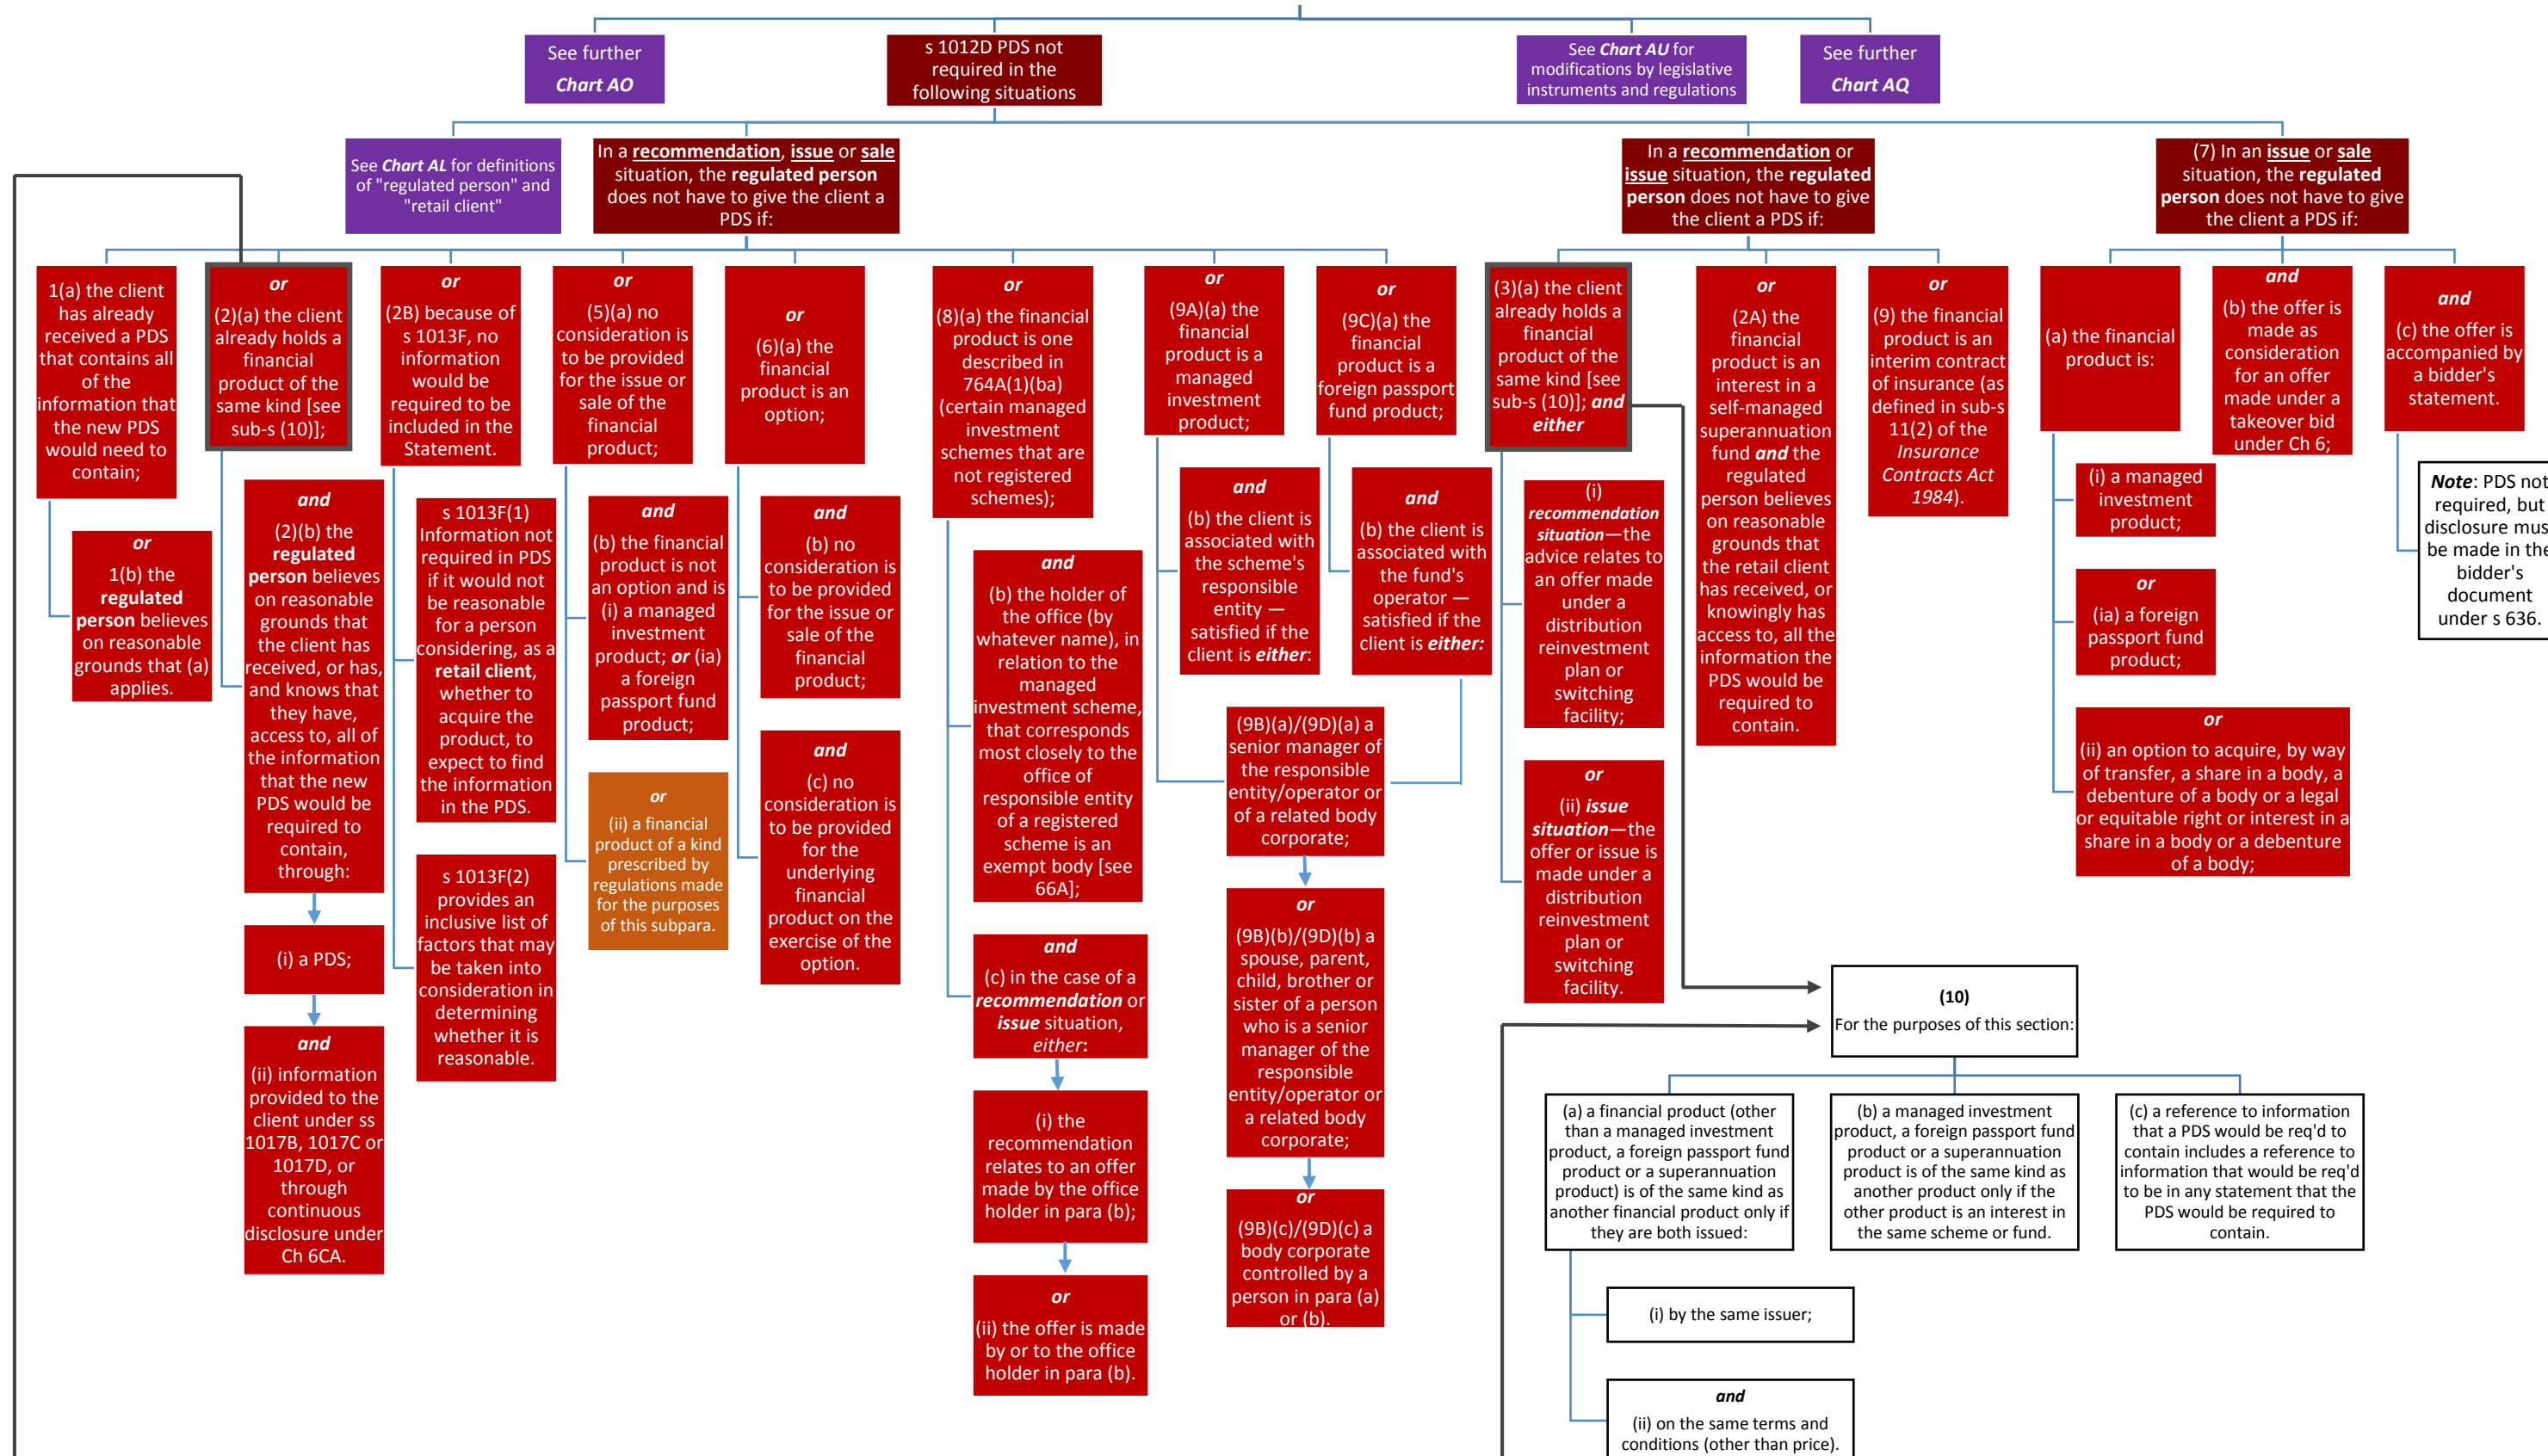 See further
Chart AO
s 1012D PDS not
required in the
following situations
See Chart AU for
modifications by legislative
instruments and regulations
See further
Chart AQ
See Chart AL for definitions
of "regulated person" and
"retail client"
In a recommendation, issue or sale
situation, the regulated person
does not have to give the client a
PDS if:
In a recommendation or
issue situation, the regulated
person does not have to give
the client a PDS if:
(7) In an issue or sale
situation, the regulated
person does not have to give
the client a PDS if:
1(a) the client
has already
received a PDS
that contains all
of the
information that
the new PDS
would need to
contain;
or
1(b) the
regulated
person believes
on reasonable
grounds that (a)
applies.
or
(2)(a) the client
already holds a
financial
product of the
same kind [see
sub-s (10)];
and
(2)(b) the
regulated
person believes
on reasonable
grounds that
the client has
received, or has,
and knows that
they have,
access to, all of
the information
that the new
PDS would be
required to
contain,
through:
(i) a PDS;
and
(ii) information
provided to the
client under ss
1017B, 1017C or
1017D, or
through
continuous
disclosure under
Ch 6CA.
or
(2B) because of
s 1013F, no
information
would be
required to be
included in the
Statement.
s 1013F(1)
Information not
required in PDS
if it would not
be reasonable
for a person
considering, as a
retail client,
whether to
acquire the
product, to
expect to find
the information
in the PDS.
s 1013F(2)
provides an
inclusive list of
factors that may
be taken into
consideration in
determining
whether it is
reasonable.
or
(5)(a) no
consideration is
to be provided
for the issue or
sale of the
financial
product;
and
(b) the financial
product is not
an option and is
(i) a managed
investment
product; or (ia)
a foreign
passport fund
product;
or
(ii) a financial
product of a kind
prescribed by
regulations made
for the purposes
of this subpara.
or
(6)(a) the
financial
product is an
option;
and
(b) no
consideration is
to be provided
for the issue or
sale of the
financial
product;
and
(c) no
consideration is
to be provided
for the
underlying
financial
product on the
exercise of the
option.
or
(8)(a) the financial
product is one
described in
764A(1)(ba)
(certain managed
investment
schemes that are
not registered
schemes);
and
(b) the holder of
the office (by
whatever name), in
relation to the
managed
investment scheme,
that corresponds
most closely to the
office of
responsible entity
of a registered
scheme is an
exempt body [see
66A];
and
(c) in the case of a
recommendation or
issue situation,
either:
(i) the
recommendation
relates to an offer
made by the office
holder in para (b);
or
(ii) the offer is made
by or to the office
holder in para (b).
or
(9A)(a) the
financial
product is a
managed
investment
product;
and
(b) the client is
associated with
the scheme's
responsible
entity —
satisfied if the
client is either:
or
(9C)(a) the
financial
product is a
foreign passport
fund product;
and
(b) the client is
associated with
the fund's
operator —
satisfied if the
client is either:
(9B)(a)/(9D)(a) a
senior manager of
the responsible
entity/operator or
of a related body
corporate;
or
(9B)(b)/(9D)(b) a
spouse, parent,
child, brother or
sister of a person
who is a senior
manager of the
responsible
entity/operator or
a related body
corporate;
or
(9B)(c)/(9D)(c) a
body corporate
controlled by a
person in para (a)
or (b).
(3)(a) the client
already holds a
financial
product of the
same kind [see
sub-s (10)]; and
either
(i)
recommendation
situation—the
advice relates to
an offer made
under a
distribution
reinvestment
plan or
switching
facility;
or
(ii) issue
situation—the
offer or issue is
made under a
distribution
reinvestment
plan or
switching
facility.
or
(2A) the
financial
product is an
interest in a
self-managed
superannuation
fund and the
regulated
person believes
on reasonable
grounds that
the retail client
has received, or
knowingly has
access to, all the
information the
PDS would be
required to
contain.
or
(9) the financial
product is an
interim contract
of insurance (as
defined in sub-s
11(2) of the
Insurance
Contracts Act
1984).
(a) the financial
product is:
(i) a managed
investment
product;
or
(ia) a foreign
passport fund
product;
or
(ii) an option to acquire, by way
of transfer, a share in a body, a
debenture of a body or a legal
or equitable right or interest in a
share in a body or a debenture
of a body;
and
(b) the offer is
made as
consideration
for an offer
made under a
takeover bid
under Ch 6;
and
(c) the offer is
accompanied by
a bidder's
statement.
Note: PDS not
required, but
disclosure mus
be made in the
bidder's
document
under s 636.
(10)
For the purposes of this section:
(a) a financial product (other
than a managed investment
product, a foreign passport fund
product or a superannuation
product) is of the same kind as
another financial product only if
they are both issued:
(i) by the same issuer;
and
(ii) on the same terms and
conditions (other than price).
(b) a managed investment
product, a foreign passport fund
product or a superannuation
product is of the same kind as
another product only if the
other product is an interest in
the same scheme or fund.
(c) a reference to information
that a PDS would be req'd to
contain includes a reference to
information that would be req'd
to be in any statement that the
PDS would be required to
contain.